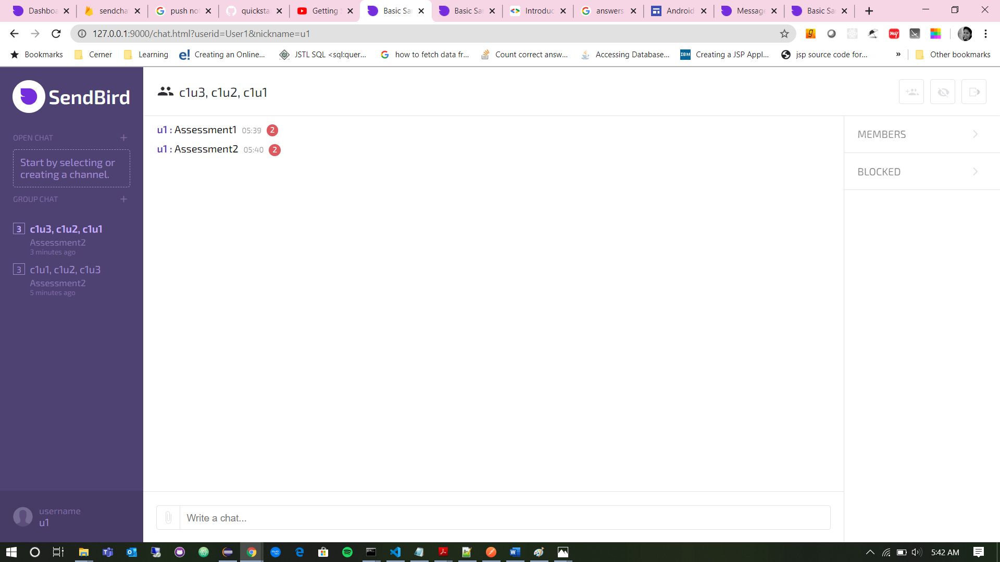 Dashboa
sendcha
push no
quicksta
Getting
Basic Sa
Basic Sa
Introduc
answers
Android
Message
Basic Sa
127.0.0.1:9000/chat.html?userid=User1&nickname=u1
Bookmarks
Cerner
Learning
Creating an Online...
JSTL SQL <sql:quer...
how to fetch data fr...
Count correct answ...
Accessing Database...
Creating a JSP Appl...
jsp source code for...
»
Other bookmarks
SendBird
OPEN CHAT +
Start by selecting or
creating a channel.
GROUP CHAT +
3 c1u3, c1u2, c1u1
Assessment2
3 minutes ago
3 c1u1, c1u2, c1u3
Assessment2
5 minutes ago
username
u1
c1u3, c1u2, c1u1
u1 : Assessment1 05:39 2
u1 : Assessment2 05:40 2
MEMBERS
BLOCKED
Write a chat...
5:42 AM